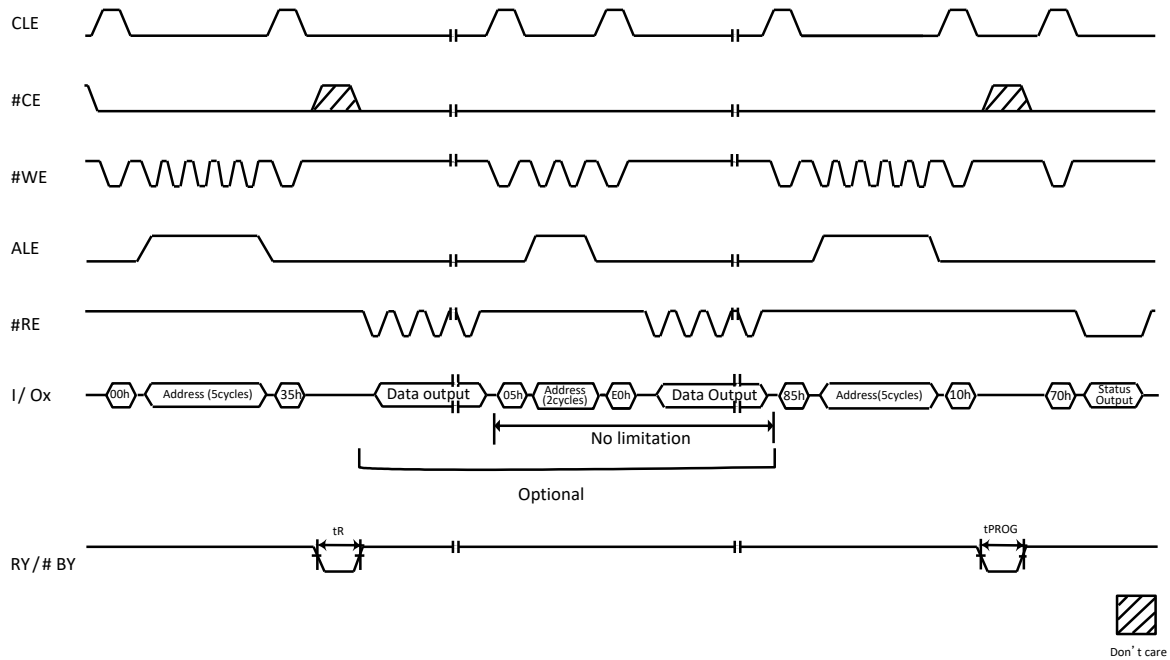 CLE
#CE
#WE
ALE
#RE
I/Ox
00h
Address (5cycles)
35h
Data output
05h
Address
(2cycles)
E0h
Data Output
85h
Address(5cycles)
10h
70h
Status
Output
No limitation
Optional
tR
tPROG
RY/# BY
Don't care